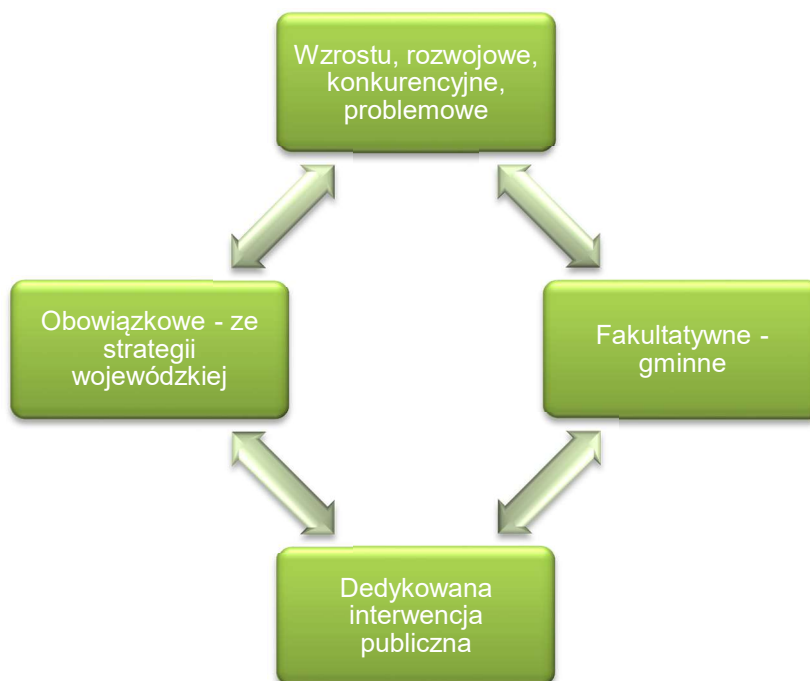 Wzrostu, rozwojowe,
konkurencyjne,
problemowe
Obowiązkowe - ze
strategii
wojewódzkiej
Fakultatywne -
gminne
Dedykowana
interwencja
publiczna